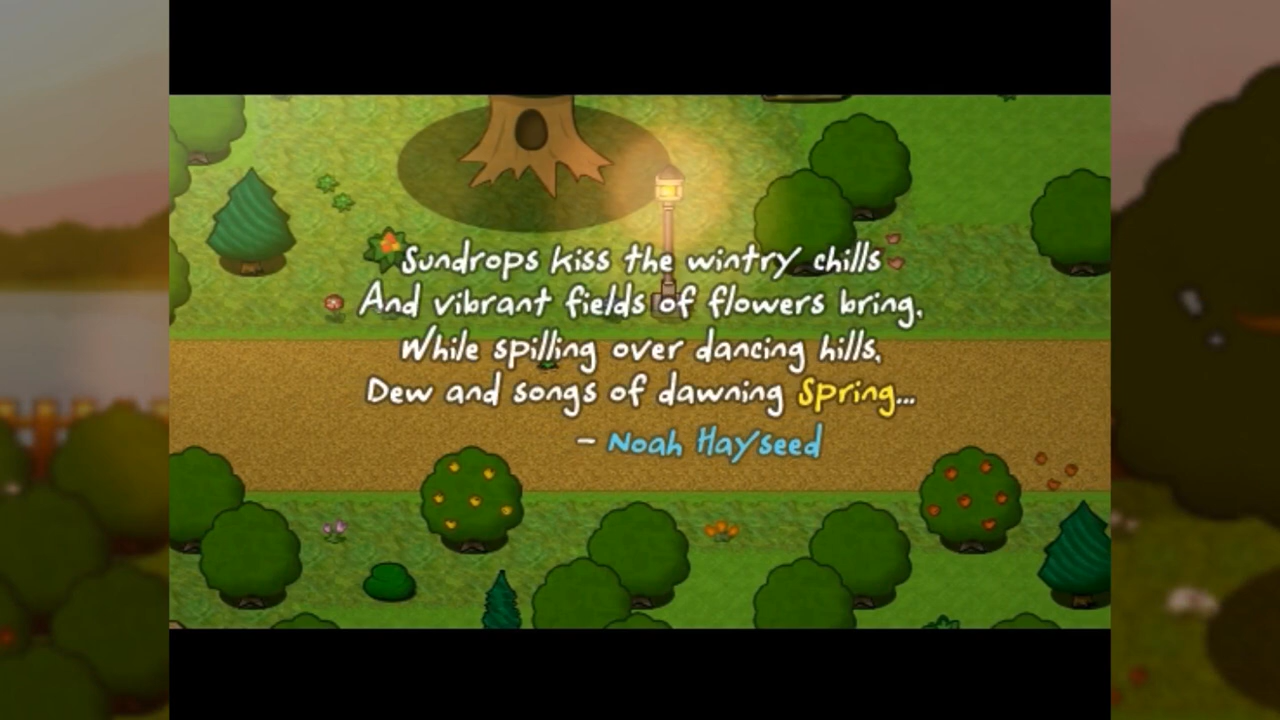 Sundrops kiss the wintry chills
And vibrant fields of flowers bring,
While spilling over dancing hills,
Dew and songs of dawning Spring...
- Noah Hayseed